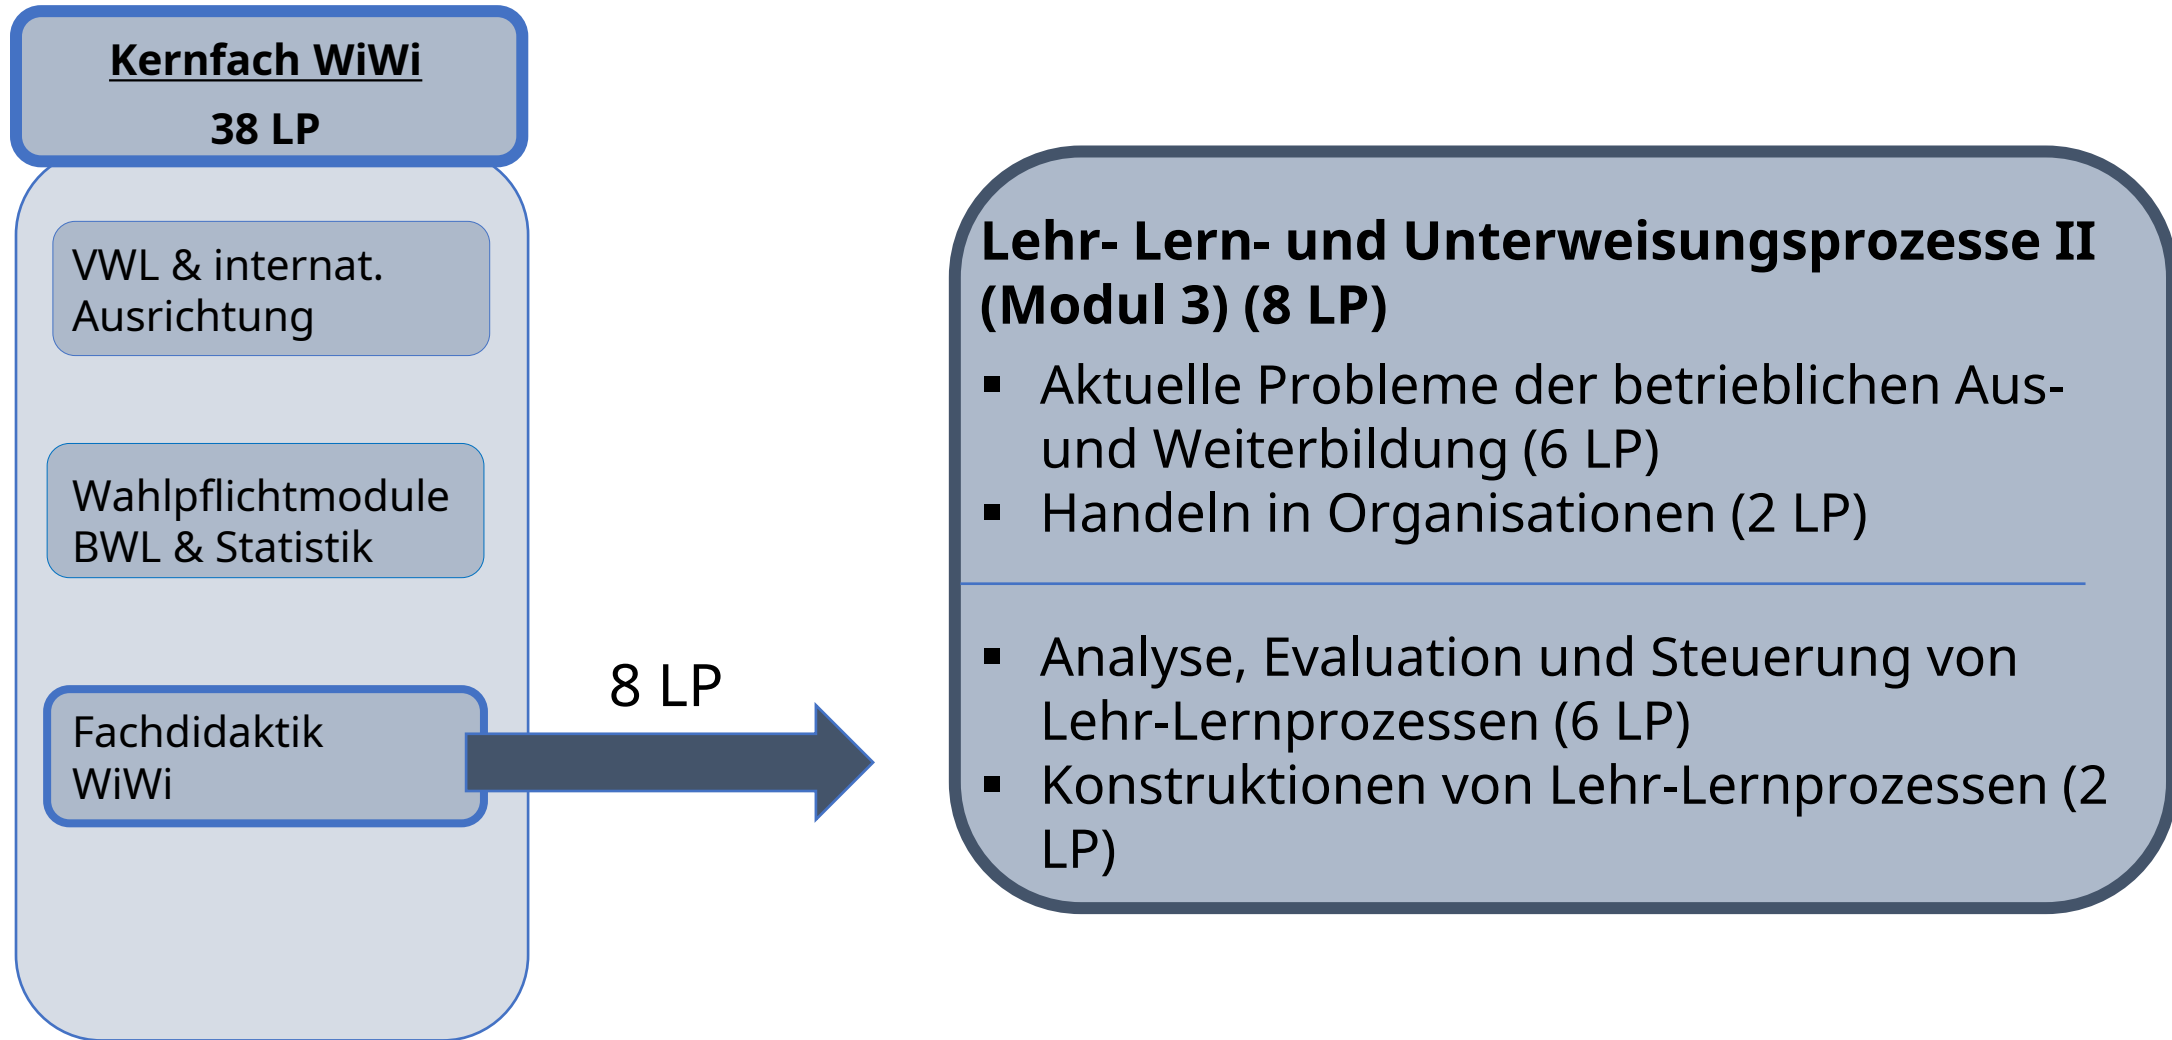 Kernfach WiWi
38 LP
VWL & internat.
Ausrichtung
Wahlpflichtmodule
BWL & Statistik
Fachdidaktik
WiWi
8 LP
Lehr- Lern- und Unterweisungsprozesse II
(Modul 3) (8 LP)
▪ Aktuelle Probleme der betrieblichen Aus-
und Weiterbildung (6 LP)
▪ Handeln in Organisationen (2 LP)
▪ Analyse, Evaluation und Steuerung von
Lehr-Lernprozessen (6 LP)
▪ Konstruktionen von Lehr-Lernprozessen (2
LP)